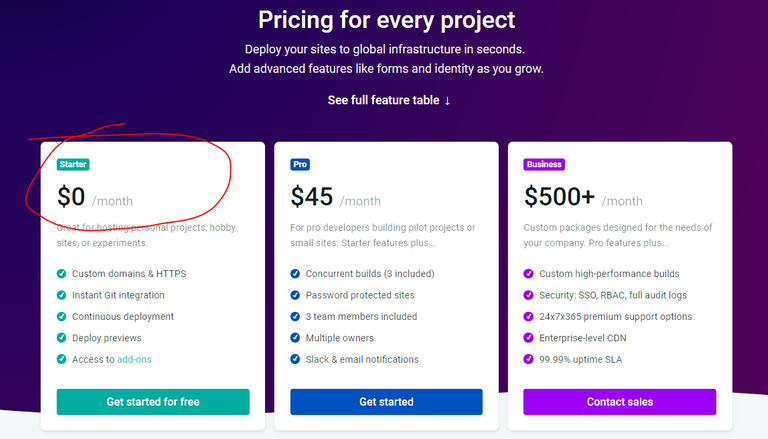 Pricing for every project
Deploy your sites to global infrastructure in seconds.
Add advanced features like forms and identity as you grow.
See full feature table ↓
Starter
$0 /month
Great for hosting personal projects, hobby
sites, or experiments.
Custom domains & HTTPS
Instant Git integration
Continuous deployment
Deploy previews
Access to add-ons
Get started for free
Pro
$45 /month
For pro developers building pilot projects or
small sites. Starter features plus...
Concurrent builds (3 included)
Password protected sites
3 team members included
Multiple owners
Slack & email notifications
Get started
Business
$500+ /month
Custom packages designed for the needs of
your company. Pro features plus...
Custom high-performance builds
Security: SSO, RBAC, full audit logs
24x7x365 premium support options
Enterprise-level CDN
99.99% uptime SLA
Contact sales